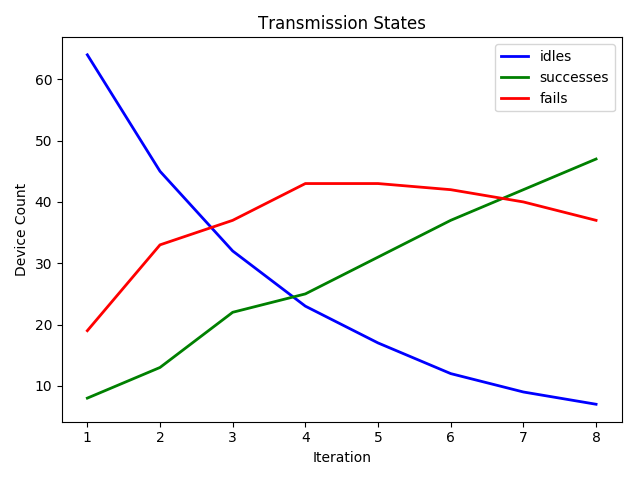 Transmission States
idles
successes
fails
60
50
40
30
20
10
Device Count
1 2 3 4 5 6 7 8
Iteration